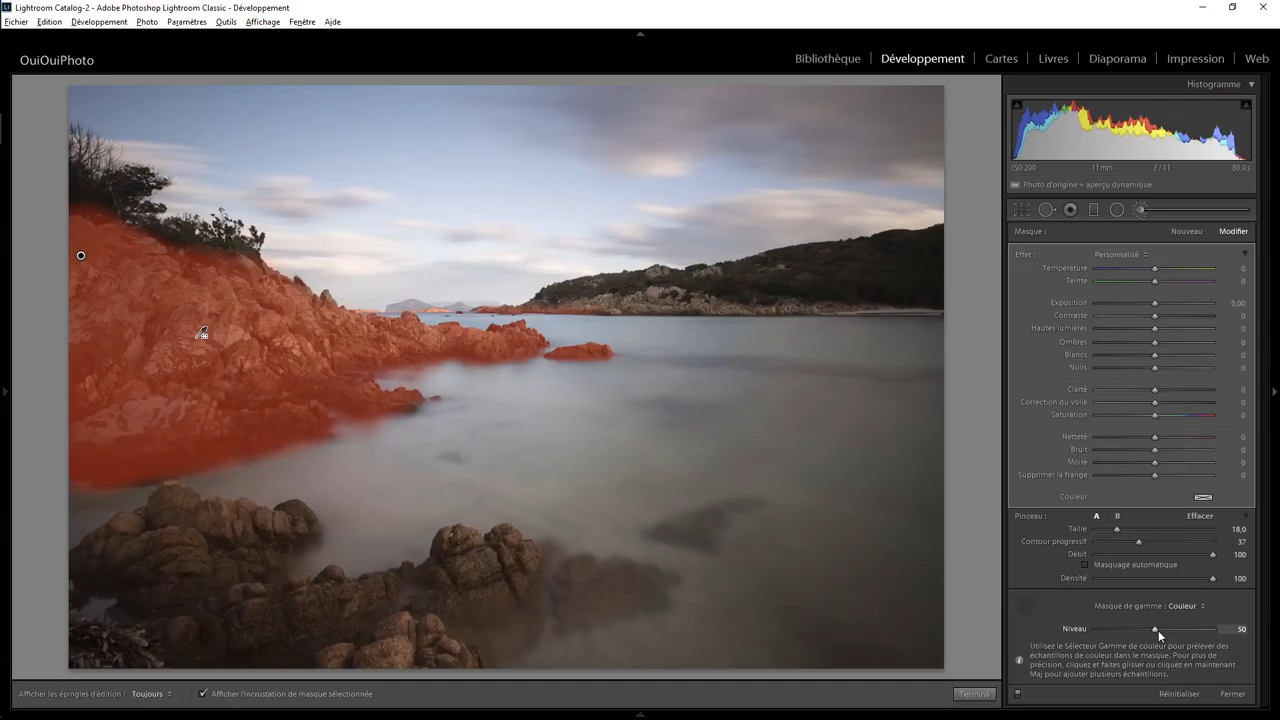 Lightroom Catalog-2 - Adobe Photoshop Lightroom Classic - Développement
Fichier Edition Développement Photo Paramètres Outils Affichage Fenêtre Aide
OuiOuiPhoto
Bibliothèque Développement Cartes Livres Diaporama Impression Web
Histogramme
ISO 200 11 mm ƒ / 11 80,0 s
Photo d'origine + aperçu dynamique
Masque : Nouveau Modifier
Effet : Personnalisé
Température 0
Teinte 0
Exposition 0,00
Contraste 0
Hautes lumières 0
Ombres 0
Blancs 0
Noirs 0
Clarté 0
Correction du voile 0
Saturation 0
Netteté 0
Bruit 0
Moiré 0
Supprimer la frange 0
Couleur
Pinceau : A B Effacer
Taille 18,0
Contour progressif 37
Débit 100
Masquage automatique
Densité 100
Masque de gamme : Couleur
Niveau 50
Utilisez le Sélecteur Gamme de couleur pour prélever des
échantillons de couleur dans le masque. Pour plus de
précision, cliquez et faites glisser ou cliquez en maintenant
Maj pour ajouter plusieurs échantillons.
Afficher les épingles d'édition : Toujours Afficher l'incrustation de masque sélectionnée Terminé
Réinitialiser Fermer